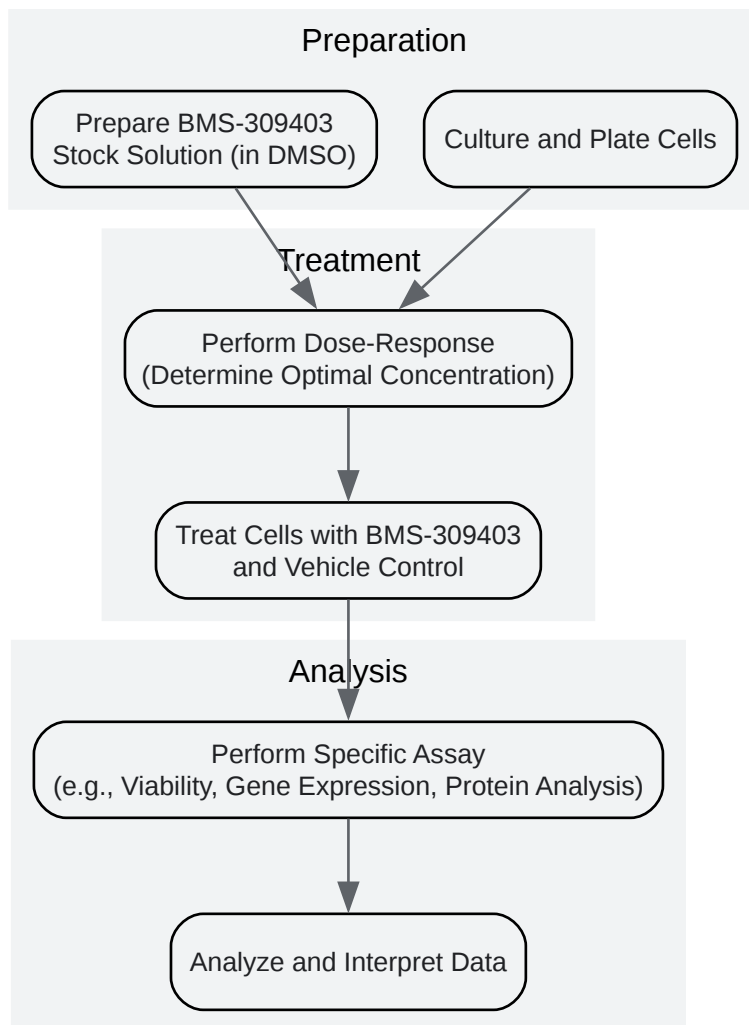 Preparation
Prepare BMS-309403
Stock Solution (in DMSO)
Culture and Plate Cells
Treatment
Perform Dose-Response
(Determine Optimal Concentration)
Treat Cells with BMS-309403
and Vehicle Control
Analysis
Perform Specific Assay
(e.g., Viability, Gene Expression, Protein Analysis)
Analyze and Interpret Data